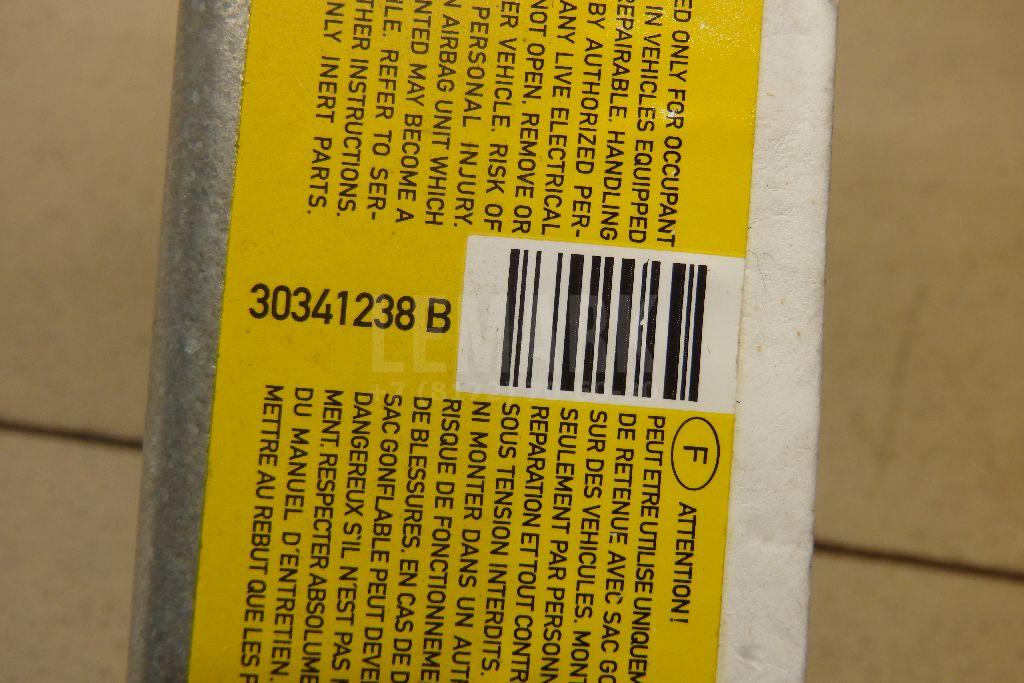 ED ONLY FOR OCCUPANT
IN VEHICLES EQUIPPED
REPAIRABLE. HANDLING
BY AUTHORIZED PER-
ANY LIVE ELECTRICAL
NOT OPEN, REMOVE OR
ER VEHICLE. RISK OF
PERSONAL INJURY.
N AIRBAG UNIT WHICH
NTED MAY BECOME A
LE. REFER TO SER-
THER INSTRUCTIONS.
NLY INERT PARTS.
30341238 B
LEMARK
F ATTENTION!
PEUT ETRE UTILISE UNIQUEM
DE RETENUE AVEC SAC GO
SUR DES VEHICULES. MONT
SEULEMENT PAR PERSONN
REPARATION ET TOUT CONTR
SOUS TENSION INTERDITS.
NI MONTER DANS UN AUTR
RISQUE DE FONCTIONNEME
DE BLESSURES. EN CAS DE D
SAC GONFLABLE PEUT DEVE
DANGEREUX S'IL N'EST PAS
MENT. RESPECTER ABSOLUME
DU MANUEL D'ENTRETIEN.
METTRE AU REBUT QUE LES P